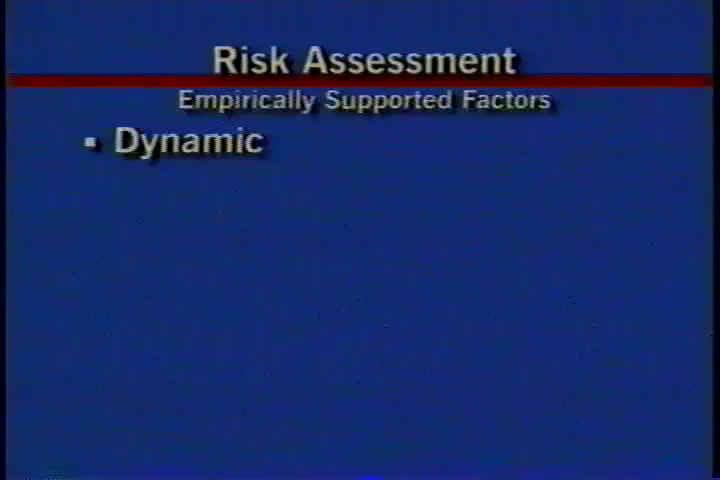 Risk Assessment
Empirically Supported Factors
▪ Dynamic